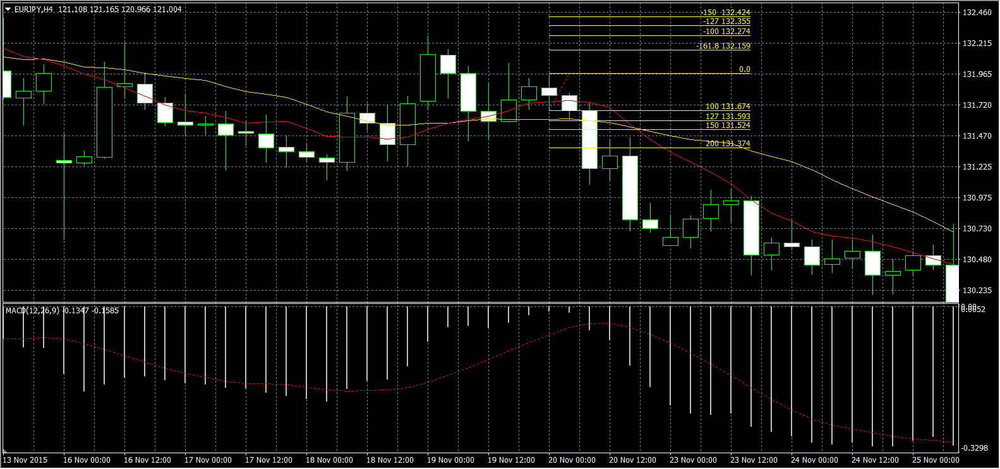 EURJPY,H4 121.108 121.165 120.966 121.004
-150 132.424
-127 132.355
-100 132.274
-161.8 132.159
0.0
100 131.674
127 131.593
150 131.524
200 131.374
132.460
132.215
131.965
131.720
131.470
131.225
130.975
130.730
130.480
130.235
MACD(12,26,9) -0.1347 -0.1585
0.00
0.0052
-0.3298
13 Nov 2015
16 Nov 00:00
16 Nov 12:00
17 Nov 00:00
17 Nov 12:00
18 Nov 00:00
18 Nov 12:00
19 Nov 00:00
19 Nov 12:00
20 Nov 00:00
20 Nov 12:00
23 Nov 00:00
23 Nov 12:00
24 Nov 00:00
24 Nov 12:00
25 Nov 00:00